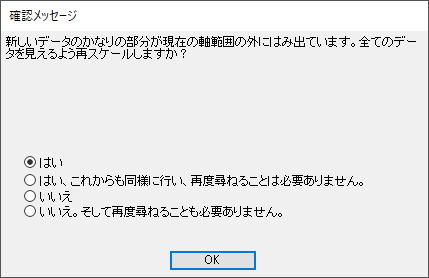 確認メッセージ
新しいデータのかなりの部分が現在の軸範囲の外にはみ出ています。全てのデー
タを見えるよう再スケールしますか？
はい
はい、これからも同様に行い、再度尋ねることは必要ありません。
いいえ
いいえ。そして再度尋ねることも必要ありません。
OK